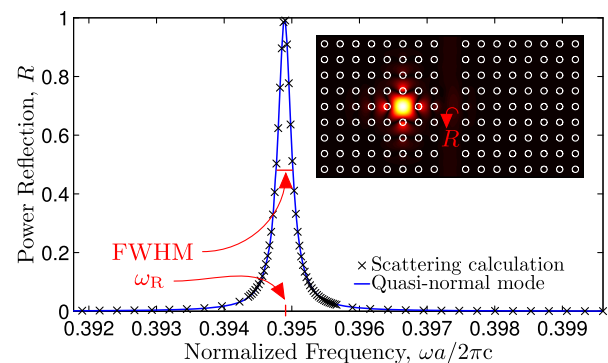 1
0.8
0.6
0.4
0.2
0
Power Reflection, R
R
FWHM
ωR
× Scattering calculation
Quasi-normal mode
0.392 0.393 0.394 0.395 0.396 0.397 0.398 0.399
Normalized Frequency, ωa/2πc